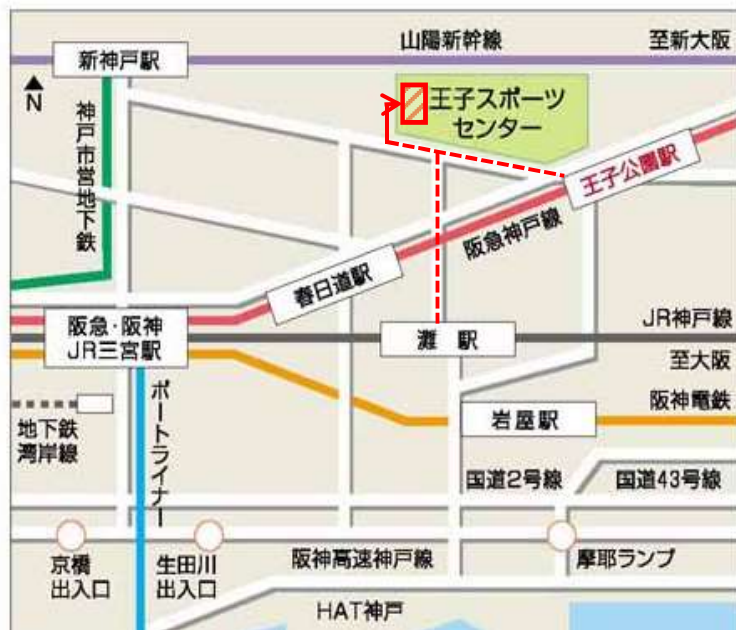 山陽新幹線
至新大阪
新神戸駅
N
王子スポーツ
センター
神戸市営地下鉄
王子公園駅
阪急神戸線
春日道駅
阪急・阪神
JR三宮駅
灘 駅
JR神戸線
至大阪
ポートライナー
阪神電鉄
岩屋駅
地下鉄
湾岸線
国道2号線
国道43号線
京橋
出入口
生田川
出入口
阪神高速神戸線
摩耶ランプ
HAT神戸